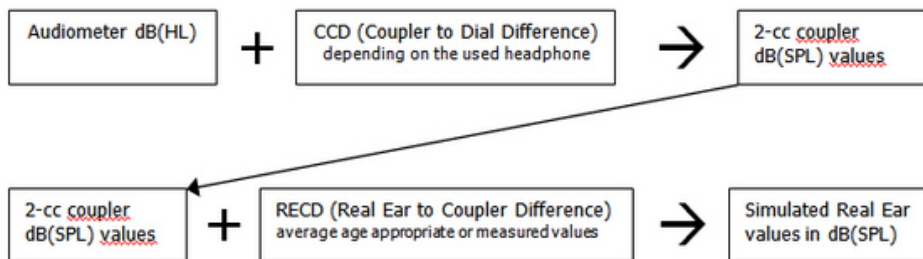 Audiometer dB(HL)
+
CCD (Coupler to Dial Difference)
depending on the used headphone
2-cc coupler
dB(SPL) values
2-cc coupler
dB(SPL) values
+
RECD (Real Ear to Coupler Difference)
average age appropriate or measured values
Simulated Real Ear
values in dB(SPL)